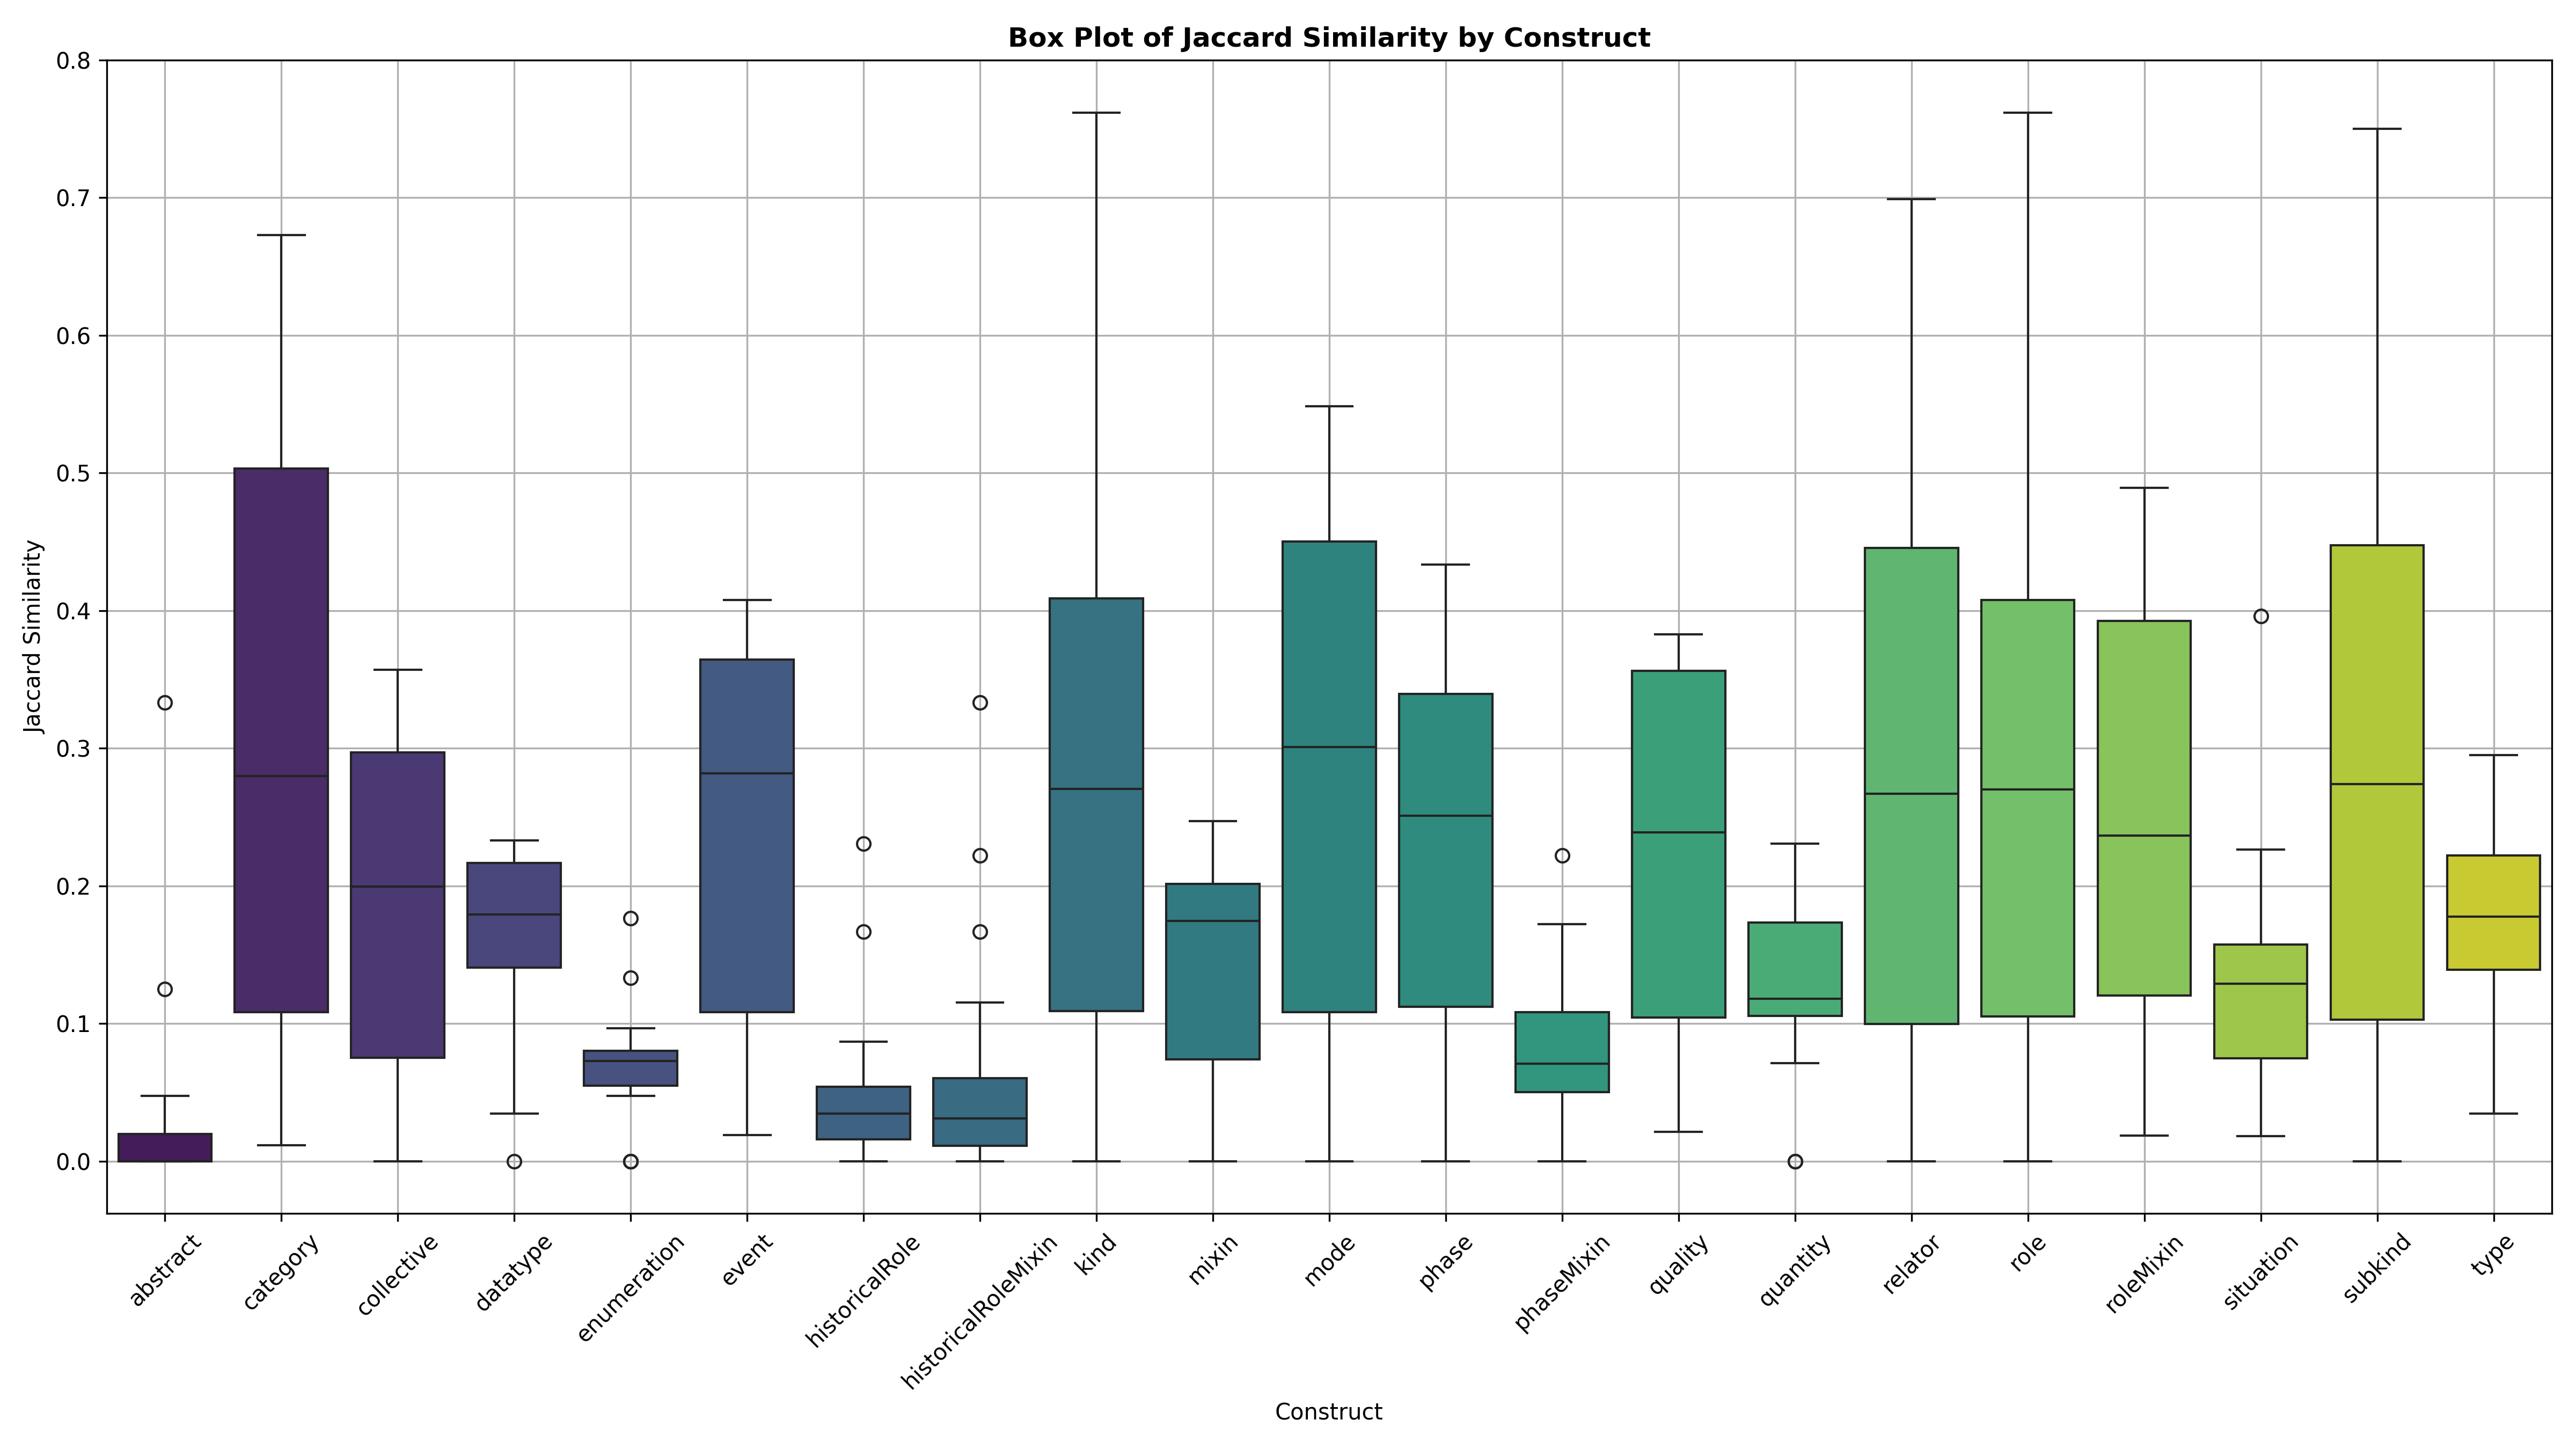 Box Plot of Jaccard Similarity by Construct
0.8
0.7
0.6
0.5
0.4
0.3
0.2
0.1
0.0
Jaccard Similarity
abstract
category
collective
datatype
enumeration
event
historicalRole
historicalRoleMixin
kind
mixin
mode
phase
phaseMixin
quality
quantity
relator
role
roleMixin
situation
subkind
type
Construct